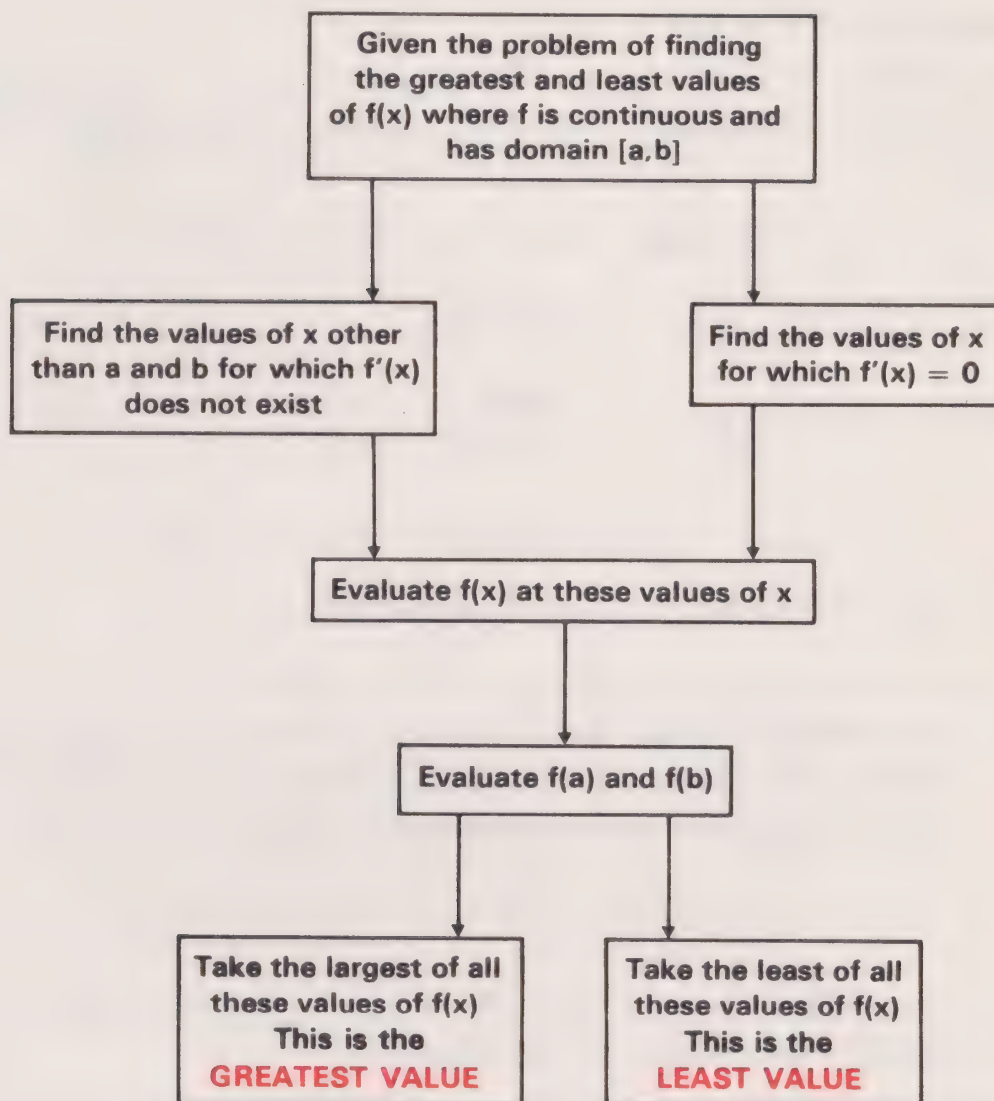 Given the problem of finding
the greatest and least values
of f(x) where f is continuous and
has domain [a,b]
Find the values of x other
than a and b for which f'(x)
does not exist
Find the values of x
for which f'(x) = 0
Evaluate f(x) at these values of x
Evaluate f(a) and f(b)
Take the largest of all
these values of f(x)
This is the
GREATEST VALUE
Take the least of all
these values of f(x)
This is the
LEAST VALUE